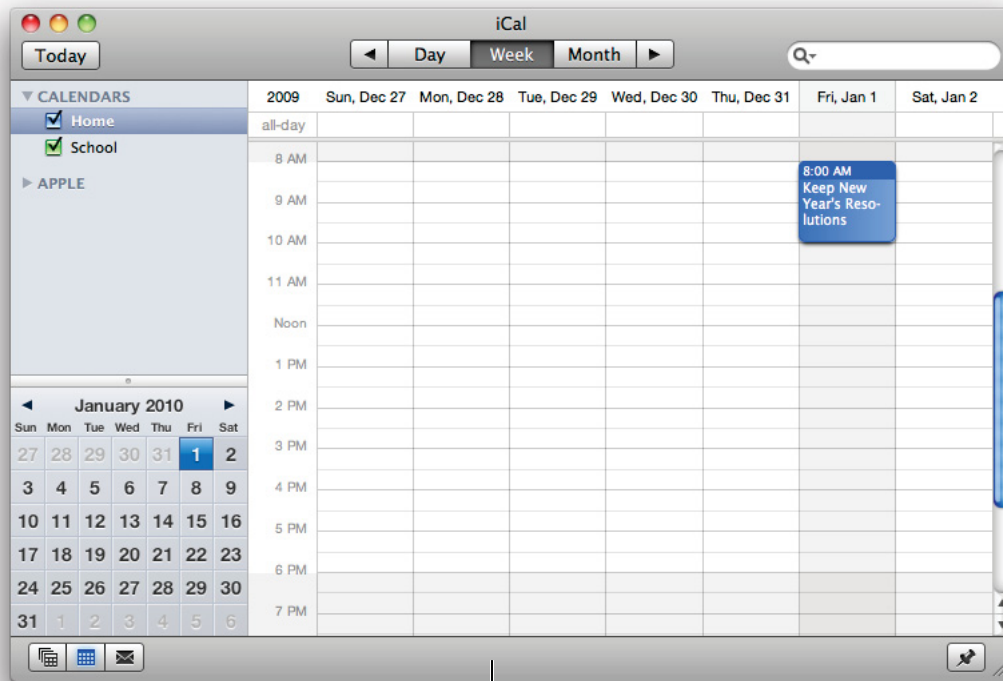 iCal
Today ◀ Day Week Month ▶
CALENDARS
Home
School
APPLE
2009 Sun, Dec 27 Mon, Dec 28 Tue, Dec 29 Wed, Dec 30 Thu, Dec 31 Fri, Jan 1 Sat, Jan 2
all-day
8 AM
8:00 AM
Keep New
Year's Reso-
lutions
9 AM
10 AM
11 AM
Noon
1 PM
2 PM
3 PM
4 PM
5 PM
6 PM
7 PM
January 2010
Sun Mon Tue Wed Thu Fri Sat
27 28 29 30 31 1 2
3 4 5 6 7 8 9
10 11 12 13 14 15 16
17 18 19 20 21 22 23
24 25 26 27 28 29 30
31 1 2 3 4 5 6